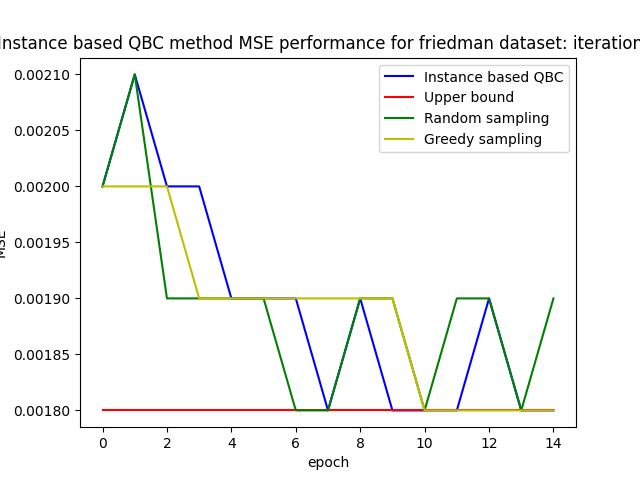 Instance based QBC method MSE performance for friedman dataset: iteration
Instance based QBC
Upper bound
Random sampling
Greedy sampling
0.00210
0.00205
0.00200
0.00195
0.00190
0.00185
0.00180
MSE
0 2 4 6 8 10 12 14
epoch